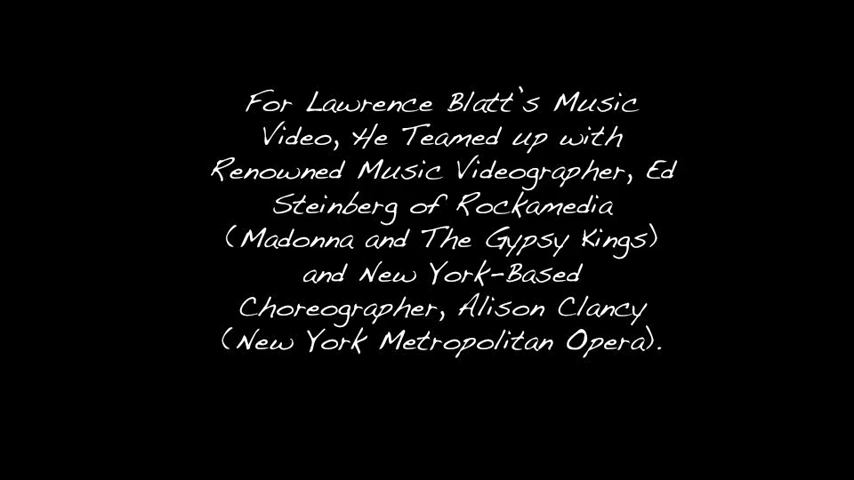 For Lawrence Blatt's Music
Video, He Teamed up with
Renowned Music Videographer, Ed
Steinberg of Rockamedia
(Madonna and The Gypsy Kings)
and New York-Based
Choreographer, Alison Clancy
(New York Metropolitan Opera).